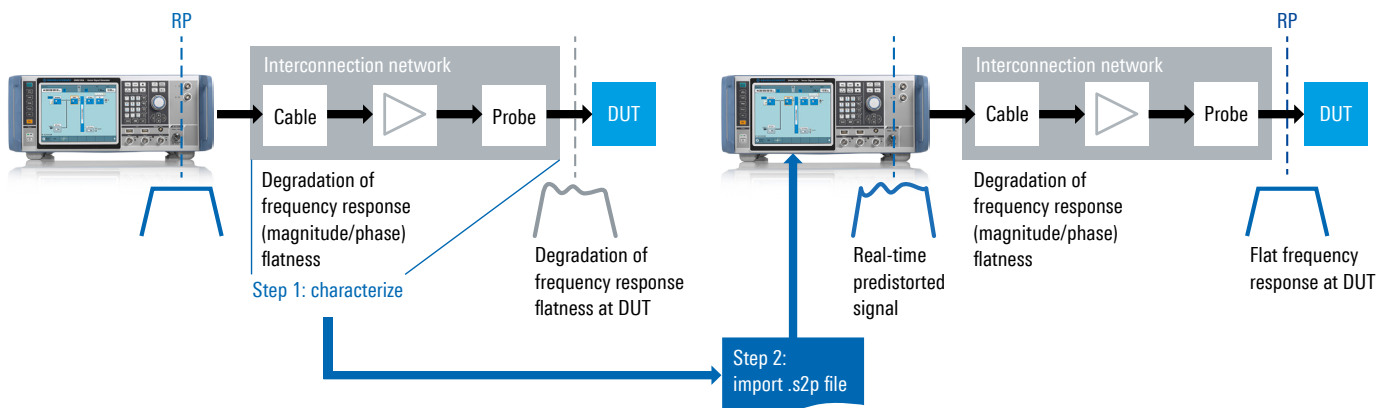 RP
Interconnection network
Cable
Probe
DUT
Degradation of
frequency response
(magnitude/phase)
flatness
Step 1: characterize
Degradation of
frequency response
flatness at DUT
RP
Interconnection network
Cable
Probe
DUT
Real-time
predistorted
signal
Degradation of
frequency response
(magnitude/phase)
flatness
Flat frequency
response at DUT
Step 2:
import .s2p file